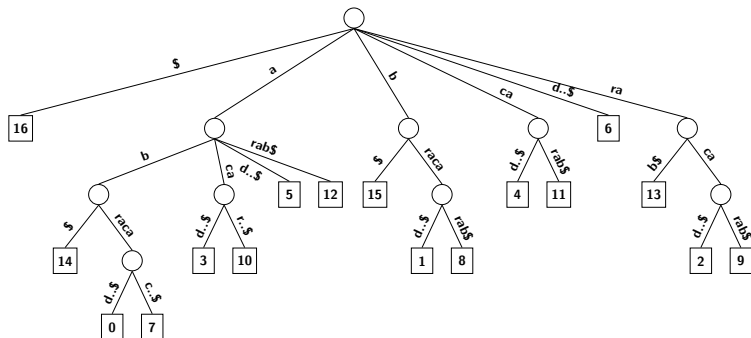 $
a
b
ca
d..$
ra
16
6
b
ca
d..$
rab$
$
raca
d..$
rab$
b$
ca
5
12
15
4
11
13
$
raca
d..$
r..$
d..$
rab$
d..$
rab$
14
3
10
1
8
2
9
d..$
c..$
0
7